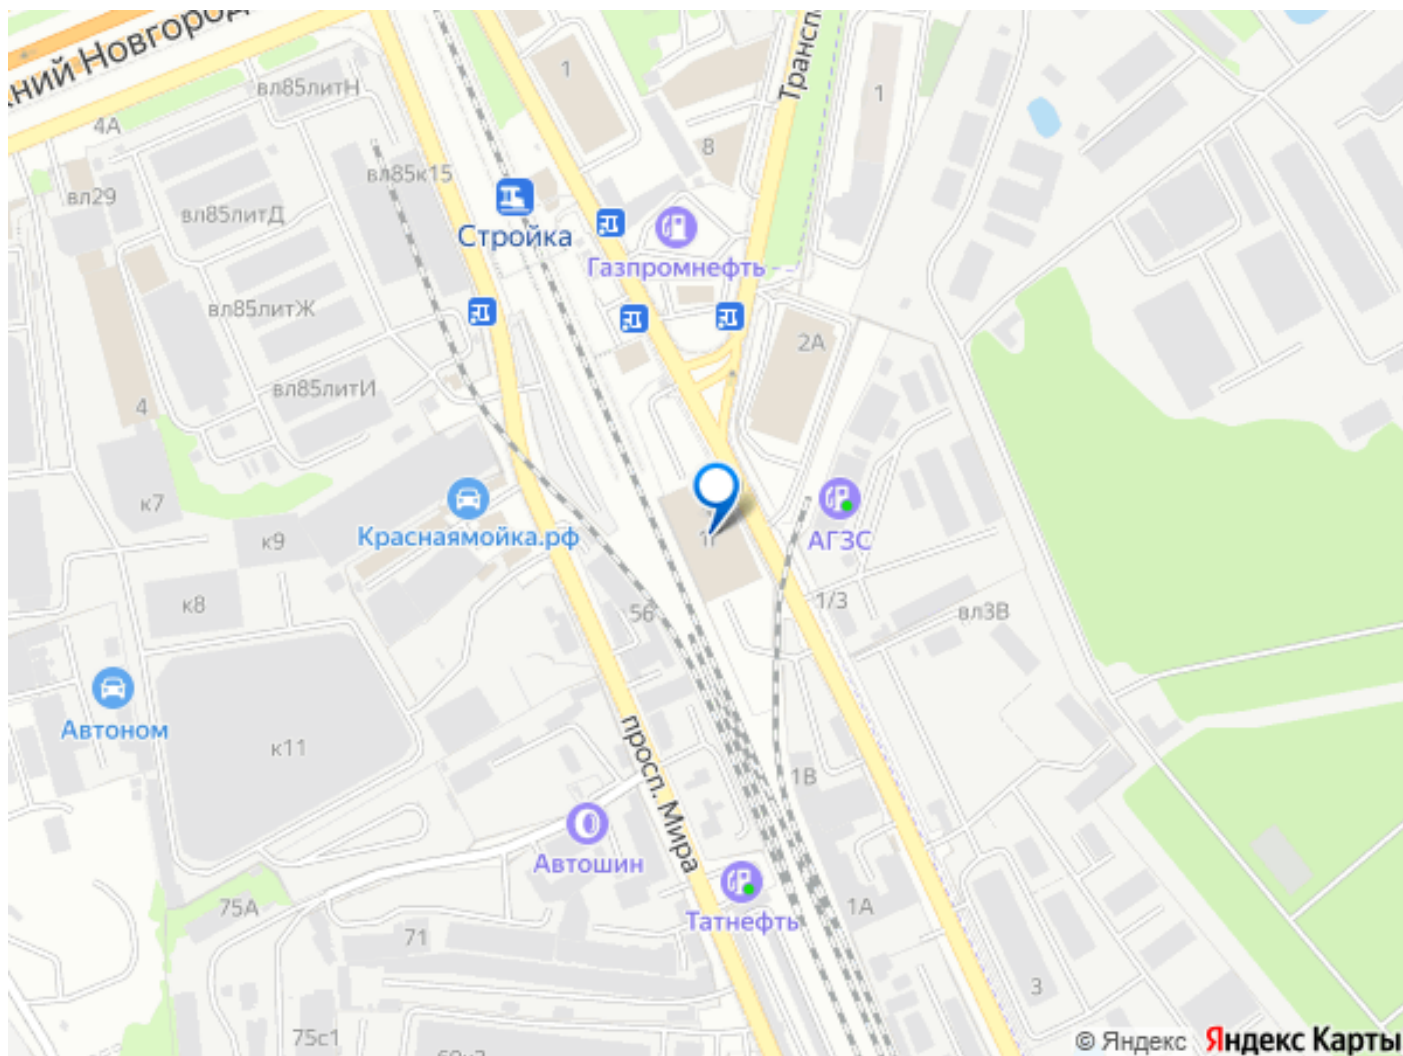 жний Новгород
Трансп
1
вл85литН
1
4А
8
вл85к15
вл29
вл85литД
Стройка
Газпромнефть
вл85литЖ
2А
вл85литИ
4
к7
Краснаямойка.рф
к9
1Г
АГЗС
к8
56
1/3
вл3В
Автоном
к11
просп. Мира
1В
Автошин
75А
Татнефть
1А
71
3
75с1
© Яндекс Яндекс Карты